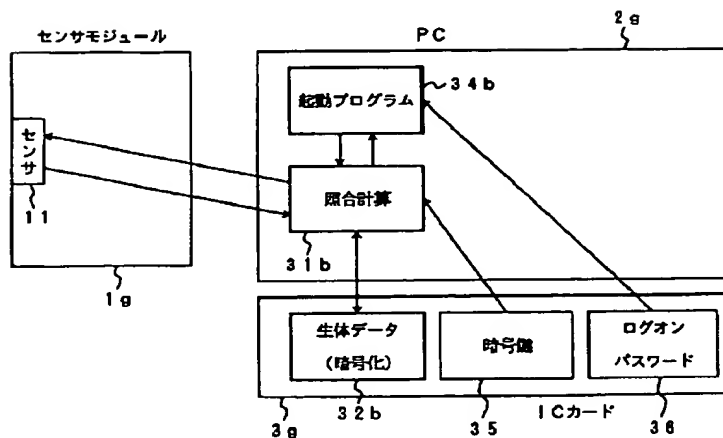 センサモジュール
PC
2g
起動プログラム
34b
センサ
11
照合計算
31b
1g
生体データ
(暗号化)
暗号鍵
ログオン
パスワード
3g
32b
35
ICカード
36